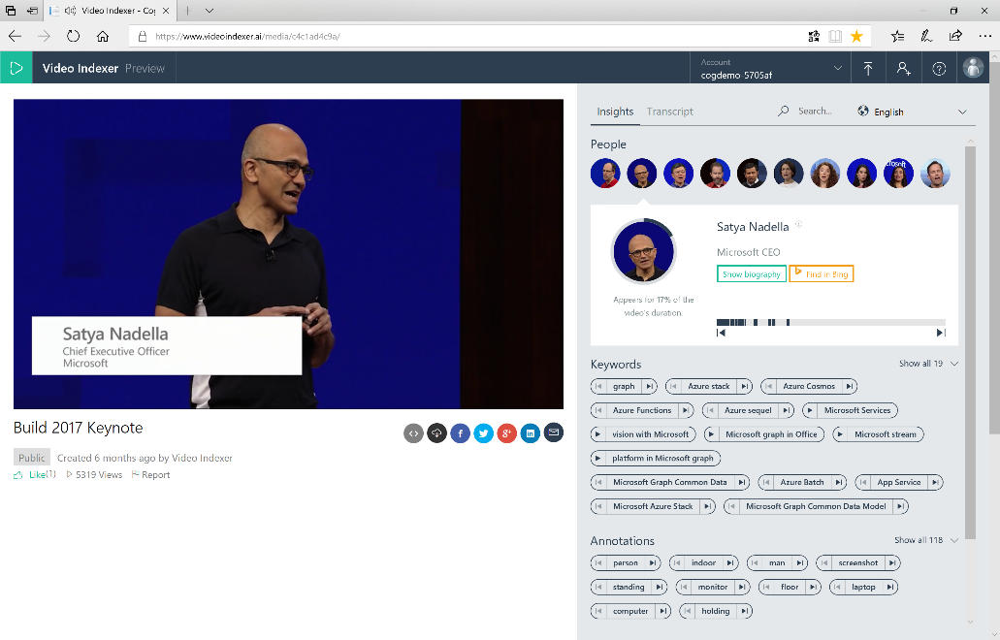 Video Indexer - Cog
https://www.videoindexer.ai/media/c4c1ad4c9a/
Video Indexer Preview
Account
cogdemo-5705af
Satya Nadella
Chief Executive Officer
Microsoft
Build 2017 Keynote
Public Created 6 months ago by Video Indexer
Like(1) 5319 Views Report
Insights Transcript Search... English
People
Satya Nadella
Microsoft CEO
Show biography Find in Bing
Appears for 17% of the
video's duration.
Keywords Show all 19
graph Azure stack Azure Cosmos
Azure Functions Azure sequel Microsoft Services
vision with Microsoft Microsoft graph in Office Microsoft stream
platform in Microsoft graph
Microsoft Graph Common Data Azure Batch App Service
Microsoft Azure Stack Microsoft Graph Common Data Model
Annotations Show all 118
person indoor man screenshot
standing monitor floor laptop
computer holding